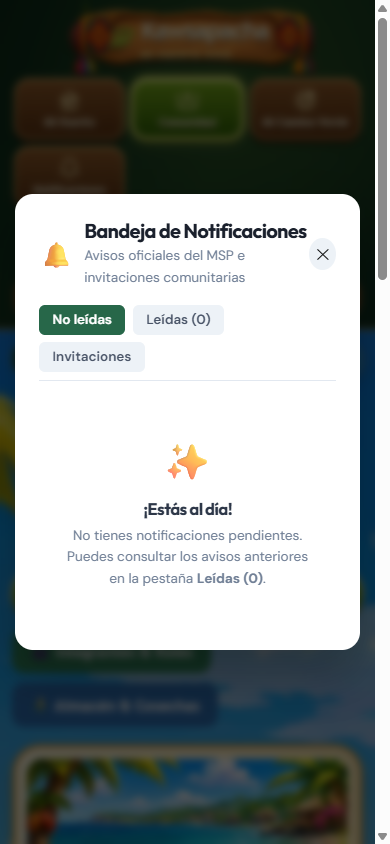 Bandeja de Notificaciones
Avisos oficiales del MSP e
invitaciones comunitarias
No leídas
Leídas (0)
Invitaciones
¡Estás al día!
No tienes notificaciones pendientes.
Puedes consultar los avisos anteriores
en la pestaña Leídas (0).